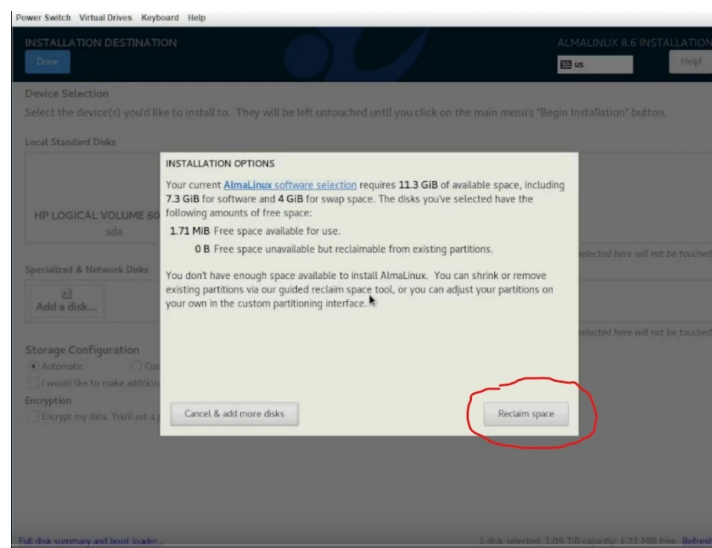 Power Switch Virtual Drives Keyboard Help
INSTALLATION DESTINATION
ALMALINUX 8.6 INSTALLATION
Done
us
Help!
Device Selection
Select the device(s) you'd like to install to. They will be left untouched until you click on the main menu's "Begin Installation" button.
Local Standard Disks
INSTALLATION OPTIONS
Your current AlmaLinux software selection requires 11.3 GiB of available space, including
7.3 GiB for software and 4 GiB for swap space. The disks you've selected have the
following amounts of free space:
HP LOGICAL VOLUME 60
sda
1.71 MiB Free space available for use.
0 B Free space unavailable but reclaimable from existing partitions.
selected here will not be touched
Specialized & Network Disks
You don't have enough space available to install AlmaLinux. You can shrink or remove
existing partitions via our guided reclaim space tool, or you can adjust your partitions on
your own in the custom partitioning interface.
Add a disk...
selected here will not be touched
Storage Configuration
Automatic Cus
I would like to make addition
Encryption
Encrypt my data. You'll set a
Cancel & add more disks
Reclaim space
Full disk summary and boot loader...
1 disk selected; 1.09 TiB capacity; 1.71 MiB free Refres